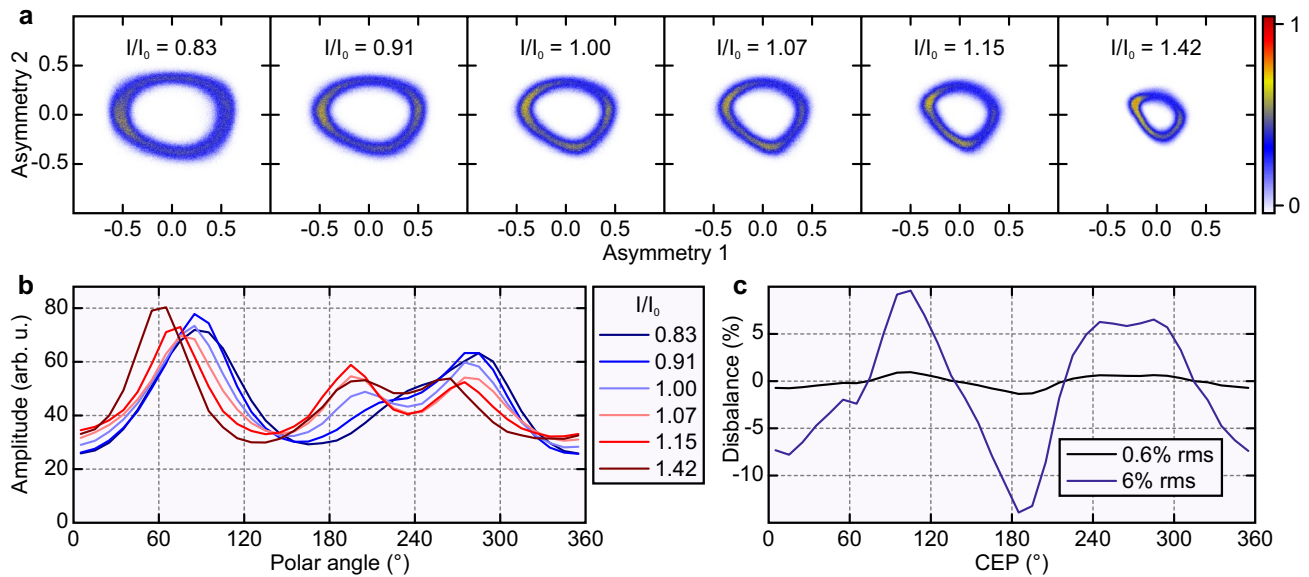 a
I/I₀ = 0.83 I/I₀ = 0.91 I/I₀ = 1.00 I/I₀ = 1.07 I/I₀ = 1.15 I/I₀ = 1.42
Asymmetry 2
0.5
0.0
-0.5
-0.5 0.0 0.5 -0.5 0.0 0.5 -0.5 0.0 0.5 -0.5 0.0 0.5 -0.5 0.0 0.5 -0.5 0.0 0.5
Asymmetry 1
1
0
b
Amplitude (arb. u.)
80
60
40
20
0
0 60 120 180 240 300 360
Polar angle (°)
I/I₀
0.83
0.91
1.00
1.07
1.15
1.42
c
Disbalance (%)
5
0
-5
-10
0 60 120 180 240 300 360
CEP (°)
0.6% rms
6% rms